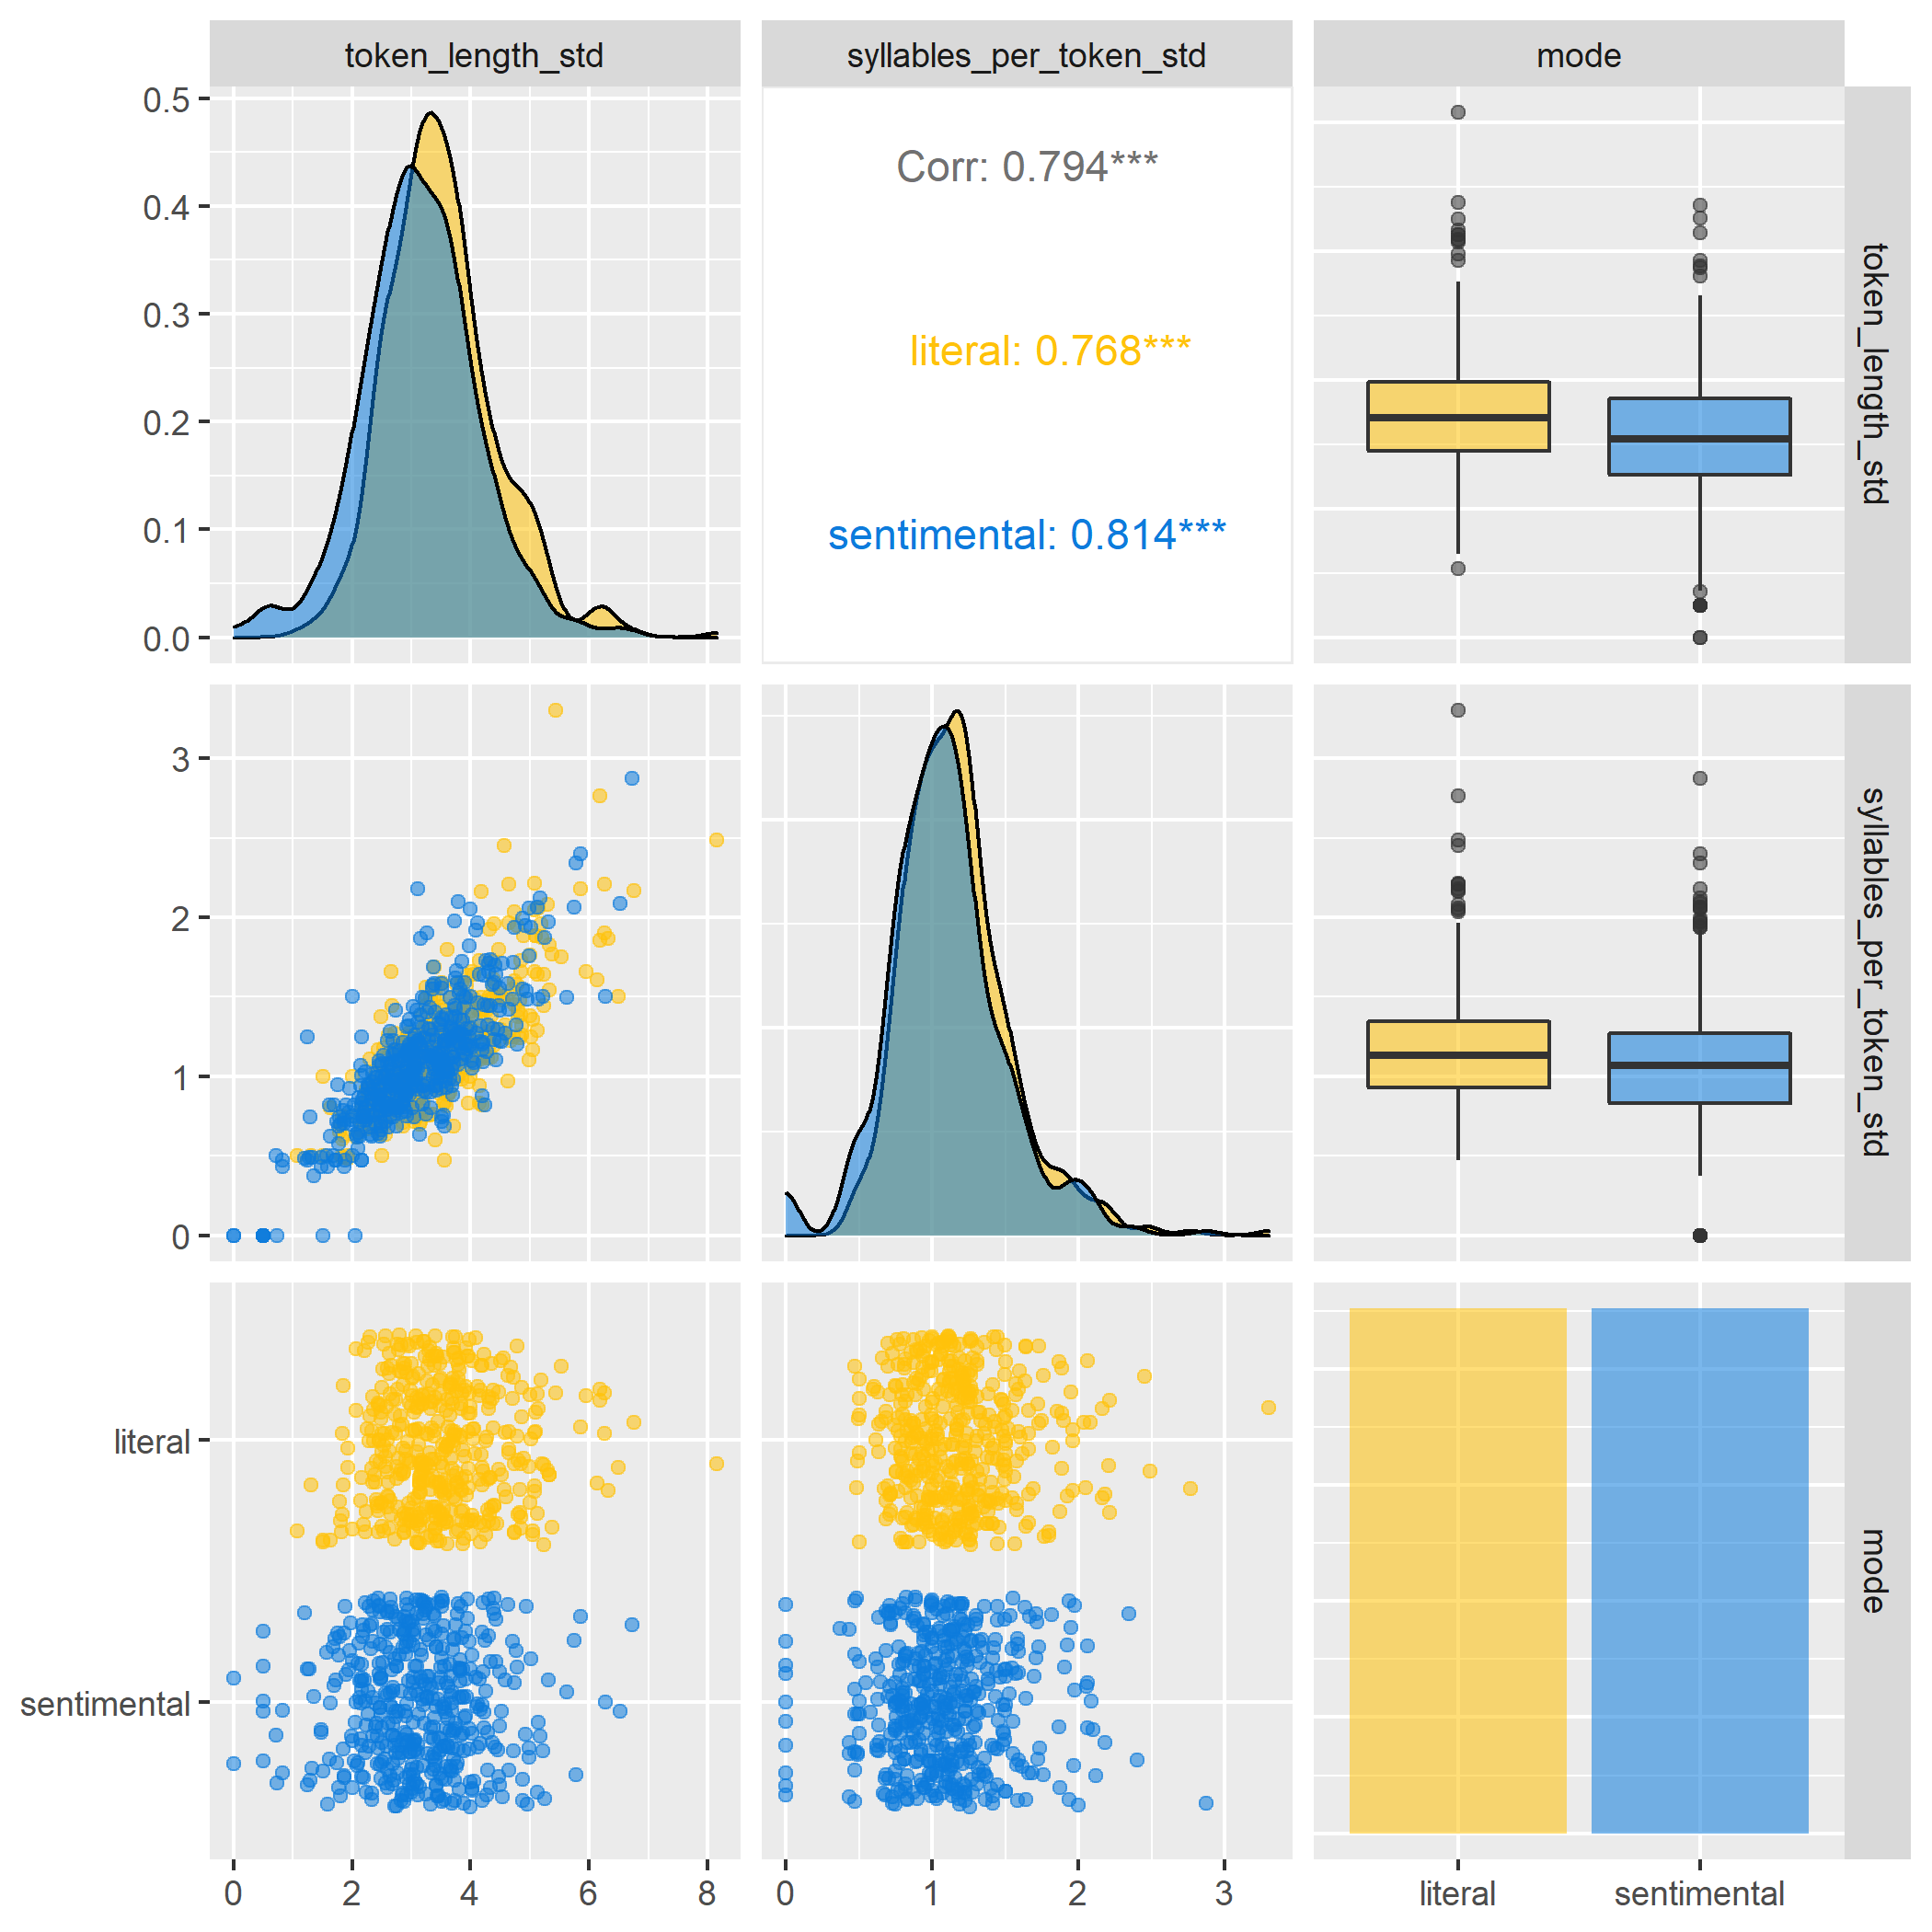 token_length_std
syllables_per_token_std
mode
0.5
0.4
0.3
0.2
0.1
0.0
Corr: 0.794***
literal: 0.768***
sentimental: 0.814***
token_length_std
3
2
1
0
syllables_per_token_std
literal
sentimental
mode
0 2 4 6 8
0 1 2 3
literal sentimental